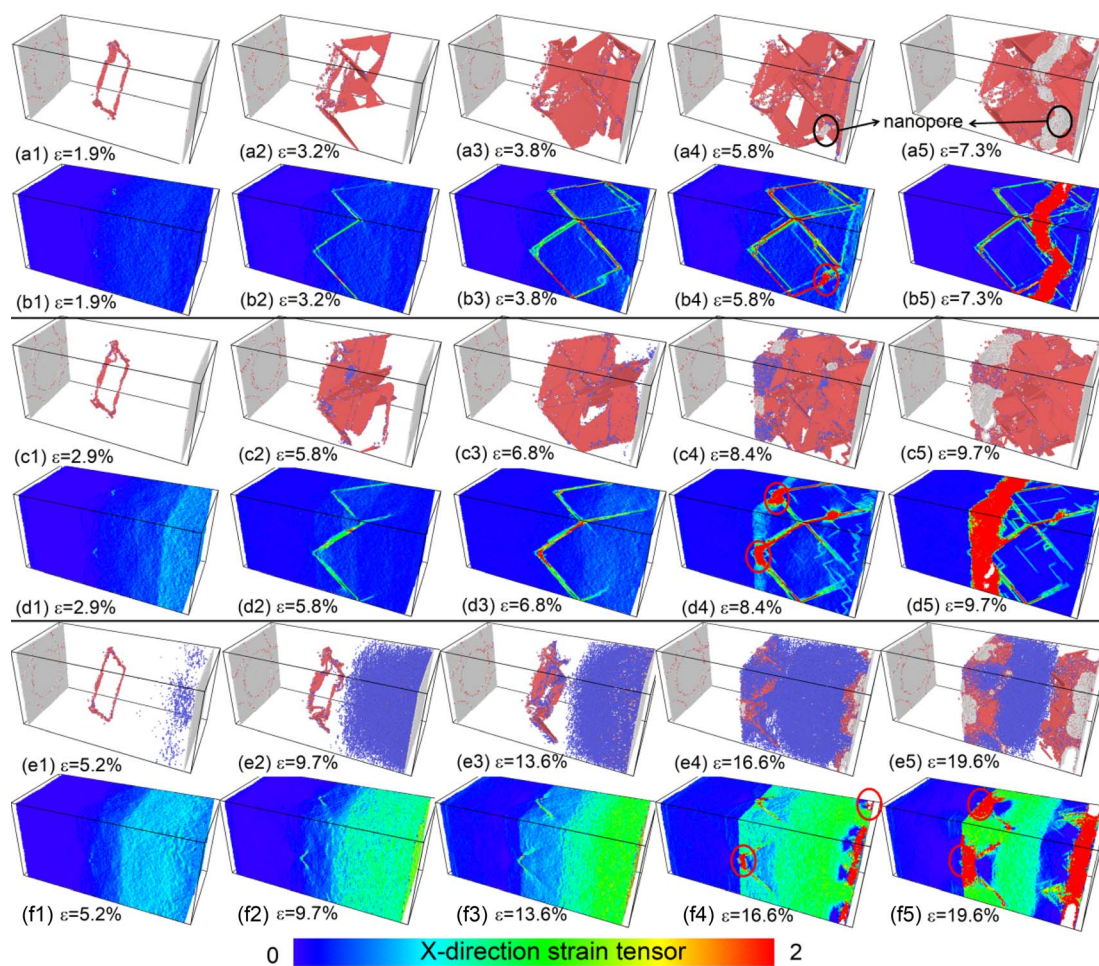 nanopore
(a1) ε=1.9%
(a2) ε=3.2%
(a3) ε=3.8%
(a4) ε=5.8%
(a5) ε=7.3%
(b1) ε=1.9%
(b2) ε=3.2%
(b3) ε=3.8%
(b4) ε=5.8%
(b5) ε=7.3%
(c1) ε=2.9%
(c2) ε=5.8%
(c3) ε=6.8%
(c4) ε=8.4%
(c5) ε=9.7%
(d1) ε=2.9%
(d2) ε=5.8%
(d3) ε=6.8%
(d4) ε=8.4%
(d5) ε=9.7%
(e1) ε=5.2%
(e2) ε=9.7%
(e3) ε=13.6%
(e4) ε=16.6%
(e5) ε=19.6%
(f1) ε=5.2%
(f2) ε=9.7%
(f3) ε=13.6%
(f4) ε=16.6%
(f5) ε=19.6%
0 X-direction strain tensor 2